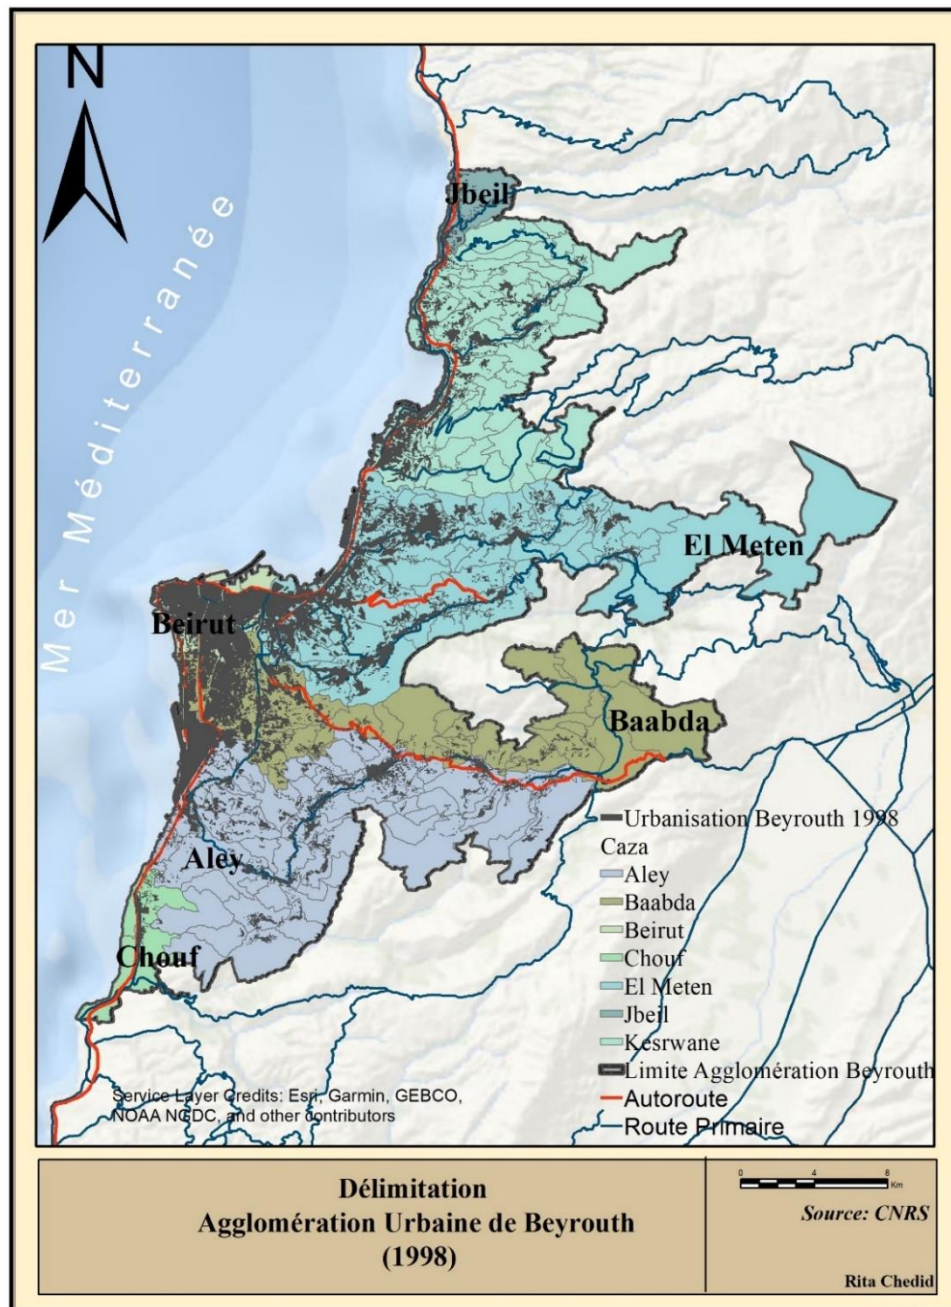 N
Jbeil
Mer Méditerranée
El Meten
Beirut
Baabda
Urbanisation Beyrouth 1998
Caza
Aley
Aley
Baabda
Beirut
Chouf
Chouf
El Meten
Jbeil
Kesrwane
Limite Agglomération Beyrouth
Autoroute
Route Primaire
Service Layer Credits: Esri, Garmin, GEBCO,
NOAA NGDC, and other contributors
Délimitation
Agglomération Urbaine de Beyrouth
(1998)
0 4 8
Km
Source: CNRS
Rita Chedid